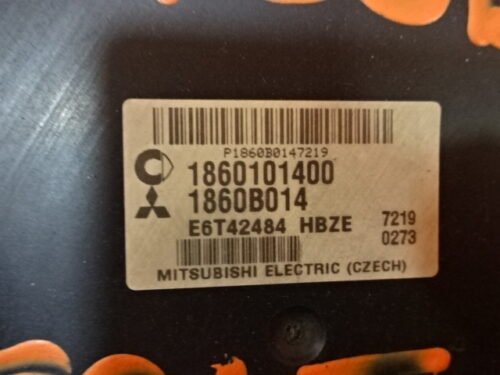 P1860B0147219
1860101400
1860B014
E6T42484 HBZE 7219
0273
MITSUBISHI ELECTRIC (CZECH)